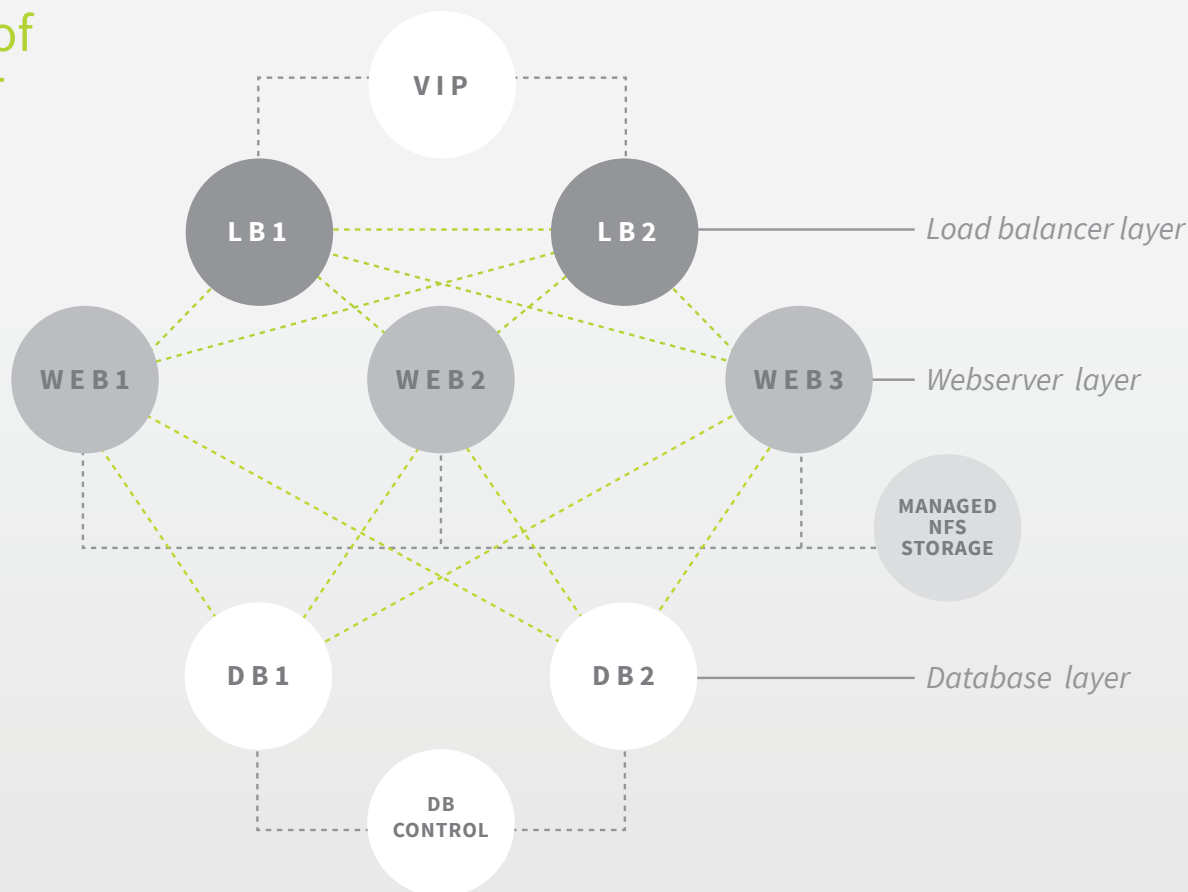 of
VIP
LB1
LB2
Load balancer layer
WEB1
WEB2
WEB3
Webserver layer
MANAGED
NFS
STORAGE
DB1
DB2
Database layer
DB
CONTROL